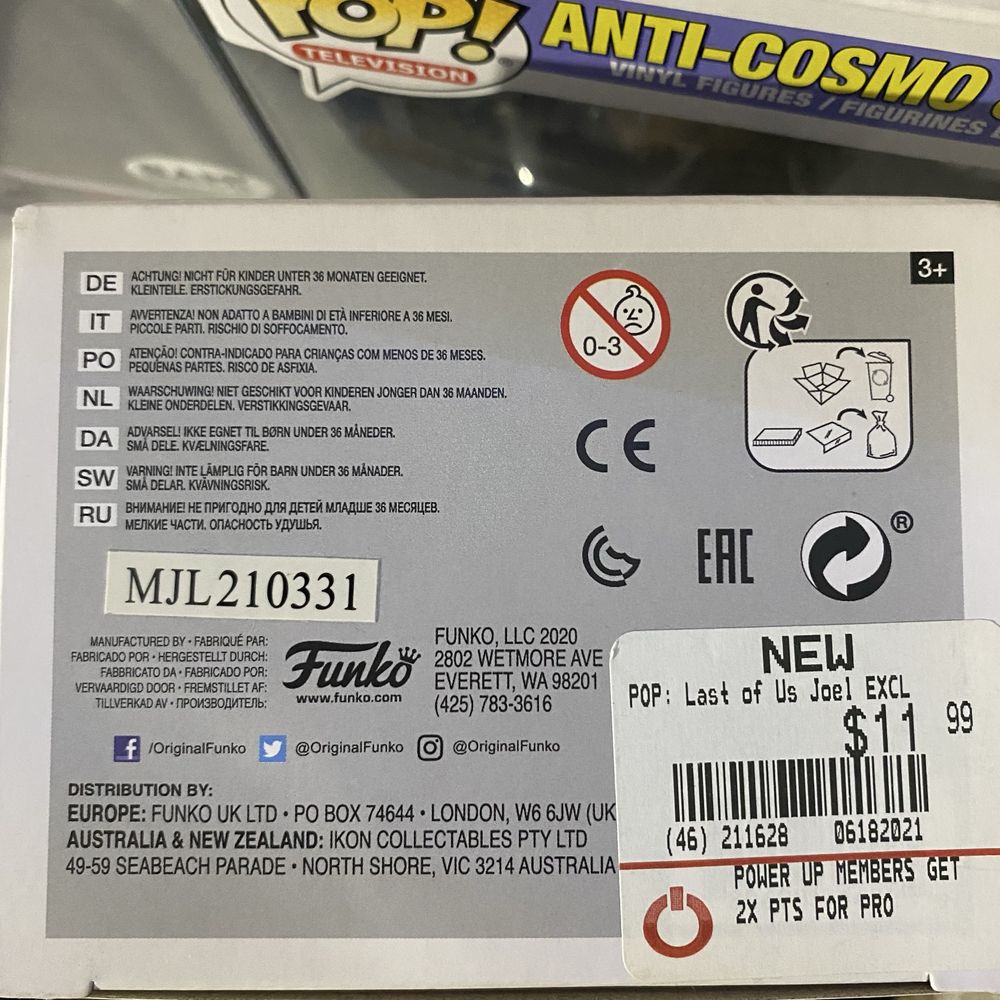 POP!
TELEVISION
®
ANTI-COSMO
VINYL FIGURES / FIGURINES
3+
DE ACHTUNG! NICHT FÜR KINDER UNTER 36 MONATEN GEEIGNET.
KLEINTEILE. ERSTICKUNGSGEFAHR.
IT AVVERTENZA! NON ADATTO A BAMBINI DI ETÀ INFERIORE A 36 MESI.
PICCOLE PARTI. RISCHIO DI SOFFOCAMENTO.
PO ATENÇÃO! CONTRA-INDICADO PARA CRIANÇAS COM MENOS DE 36 MESES.
PEQUENAS PARTES. RISCO DE ASFIXIA.
NL WAARSCHUWING! NIET GESCHIKT VOOR KINDEREN JONGER DAN 36 MAANDEN.
KLEINE ONDERDELEN. VERSTIKKINGSGEVAAR.
DA ADVARSEL! IKKE EGNET TIL BØRN UNDER 36 MÅNEDER.
SMÅ DELE. KVÆLNINGSFARE.
SW VARNING! INTE LÄMPLIG FÖR BARN UNDER 36 MÅNADER.
SMÅ DELAR. KVÄVNINGSRISK.
RU ВНИМАНИЕ! НЕ ПРИГОДНО ДЛЯ ДЕТЕЙ МЛАДШЕ 36 МЕСЯЦЕВ.
МЕЛКИЕ ЧАСТИ. ОПАСНОСТЬ УДУШЬЯ.
0-3
CE
EAC
®
MJL210331
MANUFACTURED BY • FABRIQUÉ PAR:
FABRICADO POR • HERGESTELLT DURCH:
FABBRICATO DA • FABRICADO POR:
VERVAARDIGD DOOR • FREMSTILLET AF:
TILLVERKAD AV • ПРОИЗВОДИТЕЛЬ:
Funko
www.funko.com
FUNKO, LLC 2020
2802 WETMORE AVE
EVERETT, WA 98201
(425) 783-3616
f /OriginalFunko @OriginalFunko @OriginalFunko
DISTRIBUTION BY:
EUROPE: FUNKO UK LTD • PO BOX 74644 • LONDON, W6 6JW (UK
AUSTRALIA & NEW ZEALAND: IKON COLLECTABLES PTY LTD
49-59 SEABEACH PARADE • NORTH SHORE, VIC 3214 AUSTRALIA
NEW
POP: Last of Us Joel EXCL
$11 99
(46) 211628 06182021
POWER UP MEMBERS GET
2X PTS FOR PRO